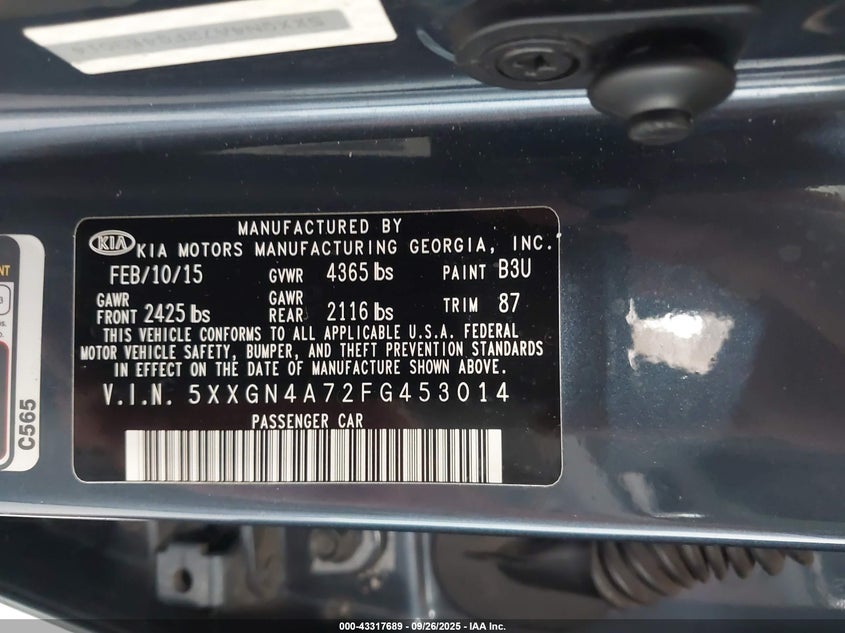 MANUFACTURED BY
KIA KIA MOTORS MANUFACTURING GEORGIA, INC.
FEB/10/15 GVWR 4365 lbs PAINT B3U
GAWR FRONT 2425 lbs GAWR REAR 2116 lbs TRIM 87
THIS VEHICLE CONFORMS TO ALL APPLICABLE U.S.A. FEDERAL
MOTOR VEHICLE SAFETY, BUMPER, AND THEFT PREVENTION STANDARDS
IN EFFECT ON THE DATE OF MANUFACTURE SHOWN ABOVE.
V.I.N. 5XXGN4A72FG453014
PASSENGER CAR
C565
000-43317689 - 09/26/2025 - IAA Inc.